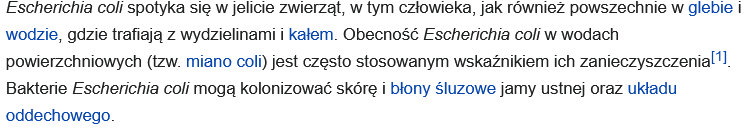 Escherichia coli spotyka się w jelicie zwierząt, w tym człowieka, jak również powszechnie w glebie i
wodzie, gdzie trafiają z wydzielinami i kałem. Obecność Escherichia coli w wodach
powierzchniowych (tzw. miano coli) jest często stosowanym wskaźnikiem ich zanieczyszczenia[1].
Bakterie Escherichia coli mogą kolonizować skórę i błony śluzowe jamy ustnej oraz układu
oddechowego.